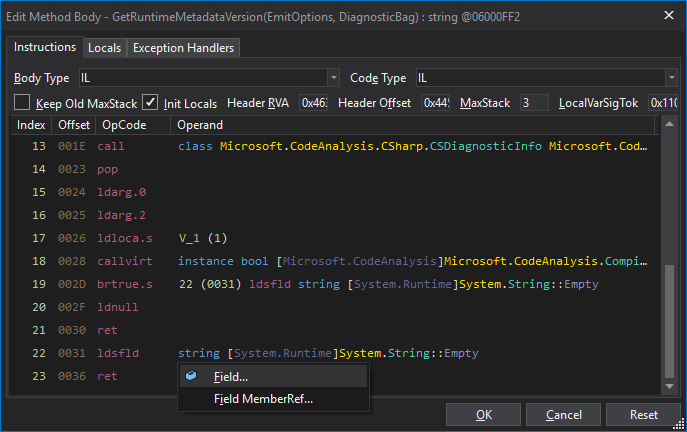 Edit Method Body - GetRuntimeMetadataVersion(EmitOptions, DiagnosticBag) : string @06000FF2
Instructions Locals Exception Handlers
Body Type IL Code Type IL
Keep Old MaxStack Init Locals Header RVA 0x463 Header Offset 0x445 MaxStack 3 LocalVarSigTok 0x110
Index Offset OpCode Operand
13 001E call class Microsoft.CodeAnalysis.CSharp.CSDiagnosticInfo Microsoft.Cod...
14 0023 pop
15 0024 ldarg.0
16 0025 ldarg.2
17 0026 ldloca.s V_1 (1)
18 0028 callvirt instance bool [Microsoft.CodeAnalysis]Microsoft.CodeAnalysis.Compi...
19 002D brtrue.s 22 (0031) ldsfld string [System.Runtime]System.String::Empty
20 002F ldnull
21 0030 ret
22 0031 ldsfld string [System.Runtime]System.String::Empty
23 0036 ret
Field...
Field MemberRef...
OK Cancel Reset